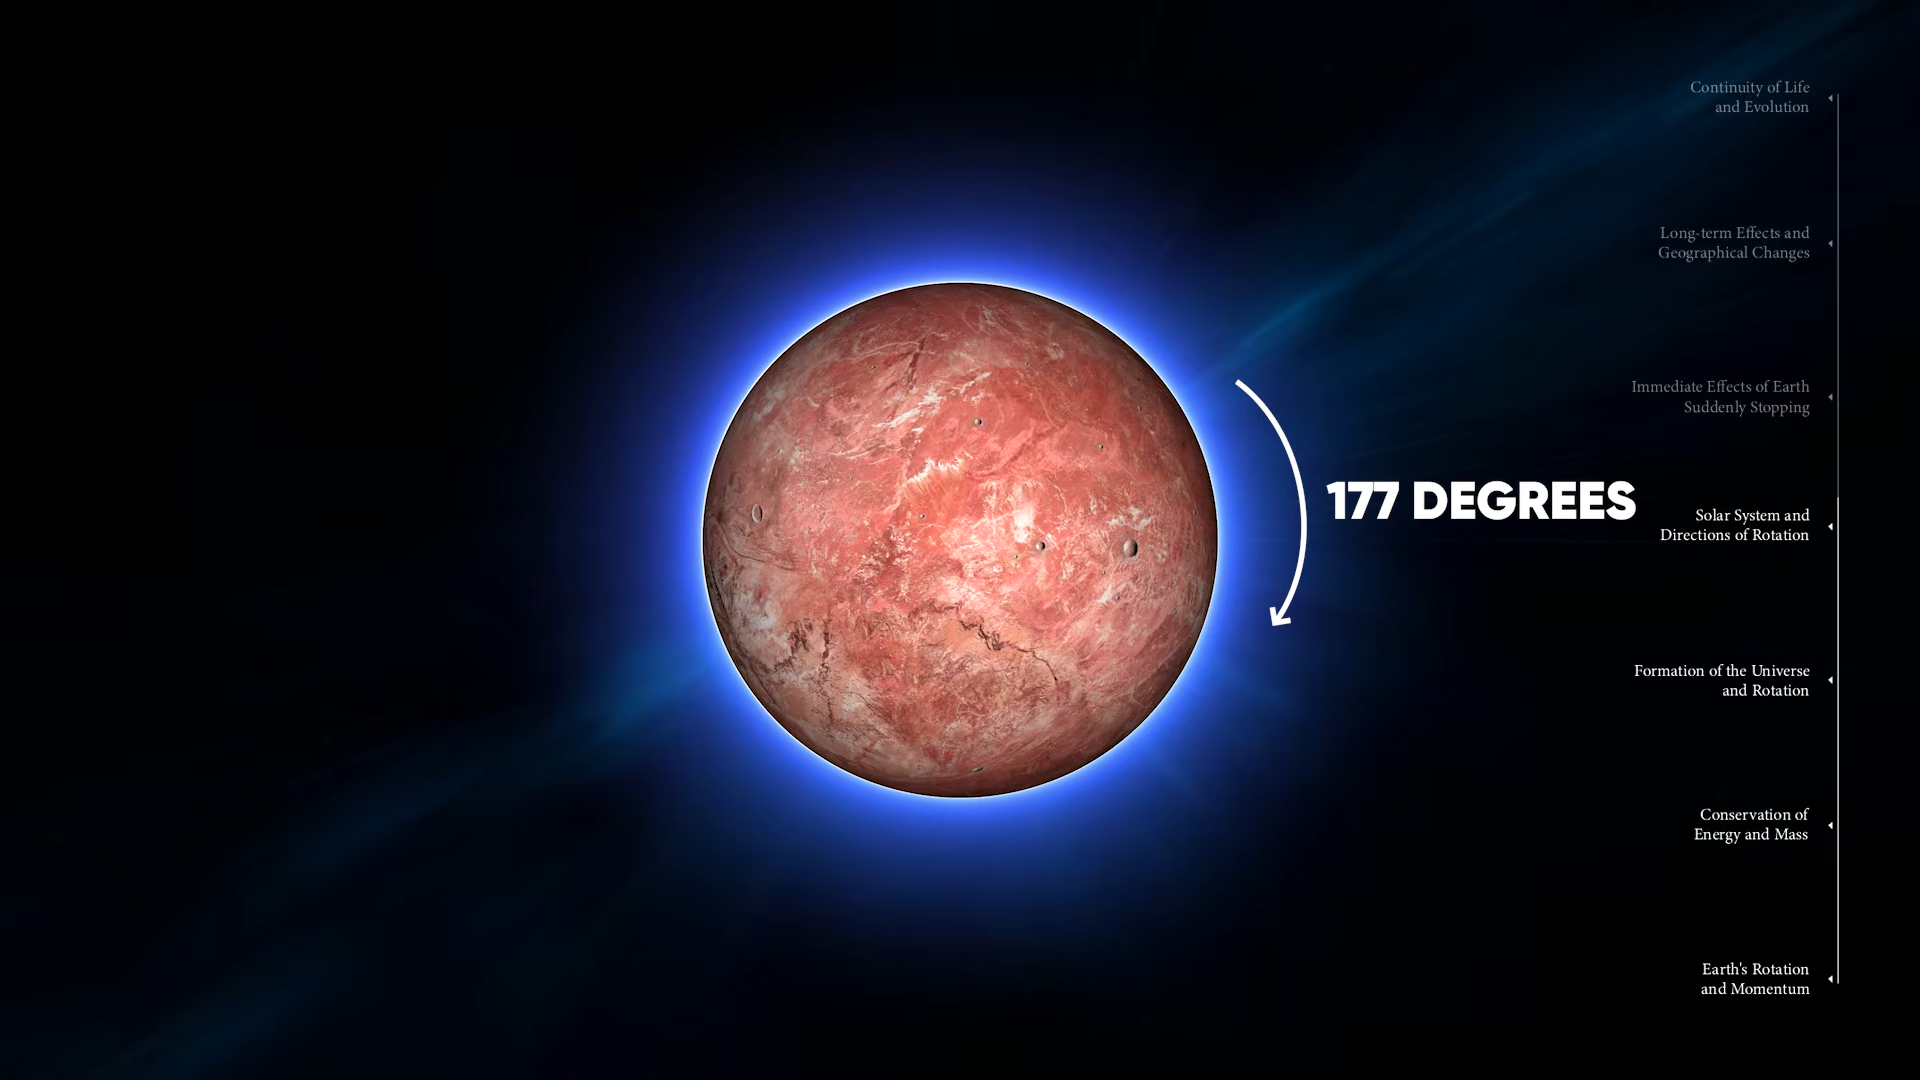 Continuity of Life
and Evolution
Long-term Effects and
Geographical Changes
Immediate Effects of Earth
Suddenly Stopping
177 DEGREES
Solar System and
Directions of Rotation
Formation of the Universe
and Rotation
Conservation of
Energy and Mass
Earth's Rotation
and Momentum